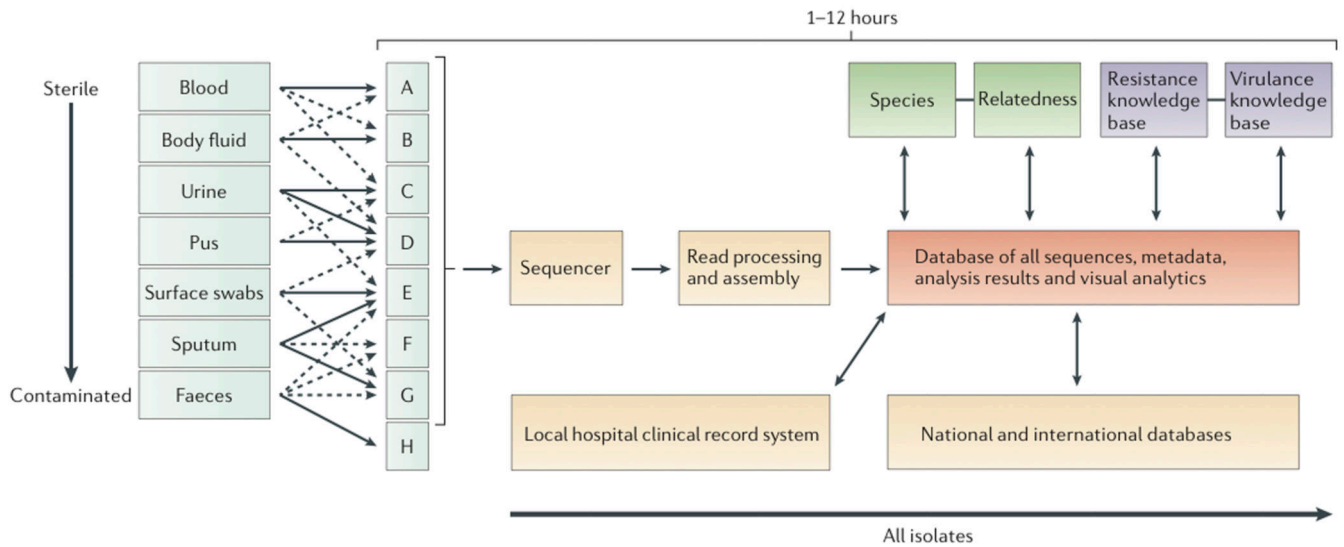 1–12 hours
Sterile
Contaminated
Blood
Body fluid
Urine
Pus
Surface swabs
Sputum
Faeces
A
B
C
D
E
F
G
H
Sequencer
Read processing
and assembly
Species
Relatedness
Resistance
knowledge
base
Virulance
knowledge
base
Database of all sequences, metadata,
analysis results and visual analytics
Local hospital clinical record system
National and international databases
All isolates